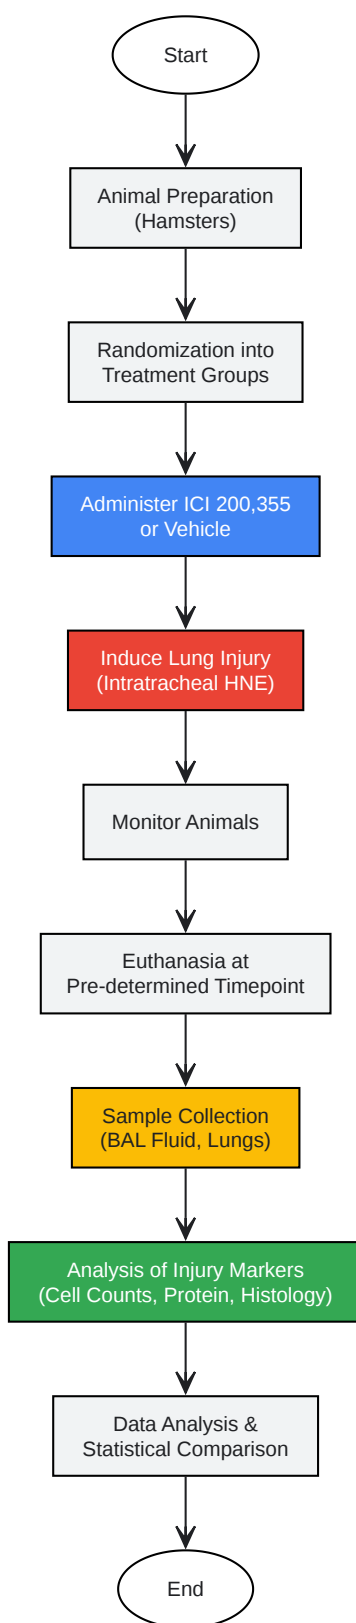 Start
Animal Preparation
(Hamsters)
Randomization into
Treatment Groups
Administer ICI 200,355
or Vehicle
Induce Lung Injury
(Intratracheal HNE)
Monitor Animals
Euthanasia at
Pre-determined Timepoint
Sample Collection
(BAL Fluid, Lungs)
Analysis of Injury Markers
(Cell Counts, Protein, Histology)
Data Analysis &
Statistical Comparison
End